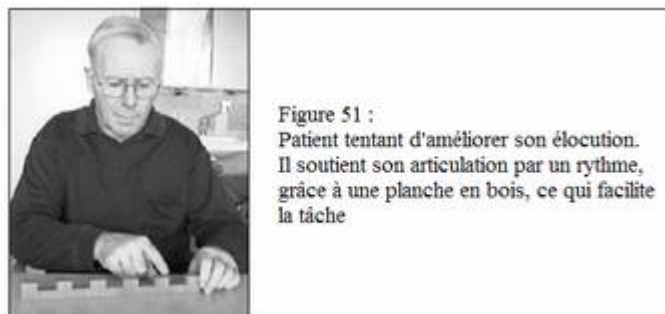 Figure 51 :
Patient tentant d'améliorer son élocution.
Il soutient son articulation par un rythme,
grâce à une planche en bois, ce qui facilite
la tâche